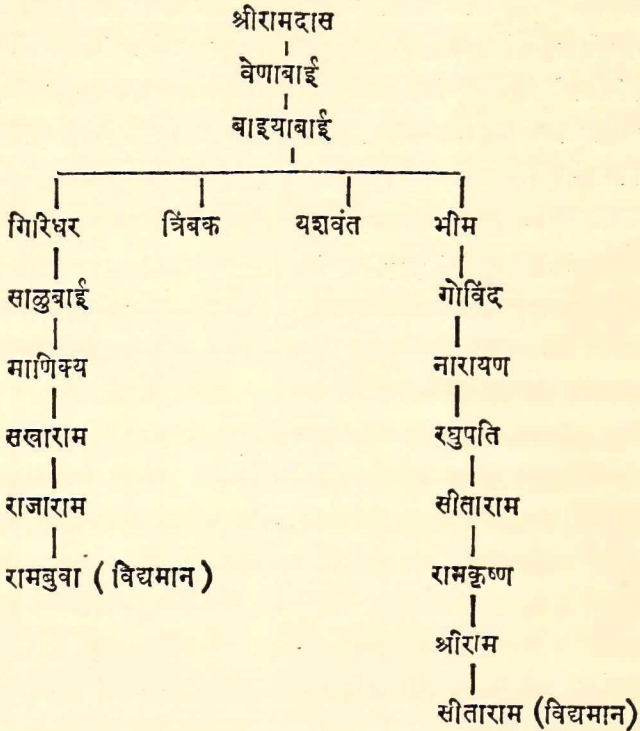 श्रीरामदास
वेणाबाई
बाइयाबाई
गिरिधर त्रिंबक यशवंत भीम
साळुबाई गोविंद
माणिक्य नारायण
सखाराम रघुपति
राजाराम सीताराम
रामबुवा (विद्यमान) रामकृष्ण
श्रीराम
सीताराम (विद्यमान)